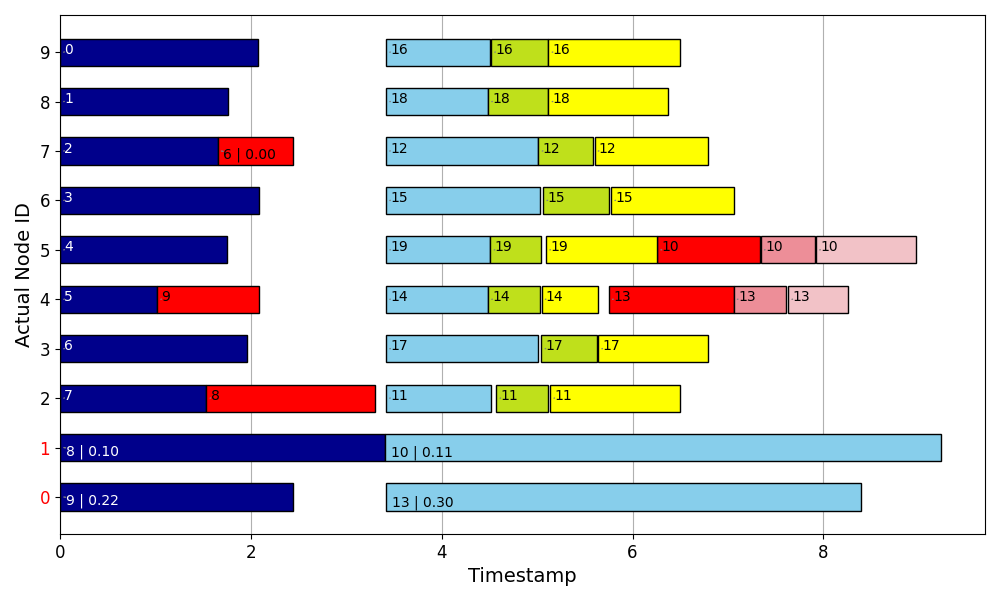 9 0 16 16 16
8 1 18 18 18
7 2 6 | 0.00 12 12 12
6 3 15 15 15
5 4 19 19 19 10 10 10
4 5 9 14 14 14 13 13 13
3 6 17 17 17
2 7 8 11 11 11
1 8 | 0.10 10 | 0.11
0 9 | 0.22 13 | 0.30
0 2 4 6 8
Timestamp
Actual Node ID